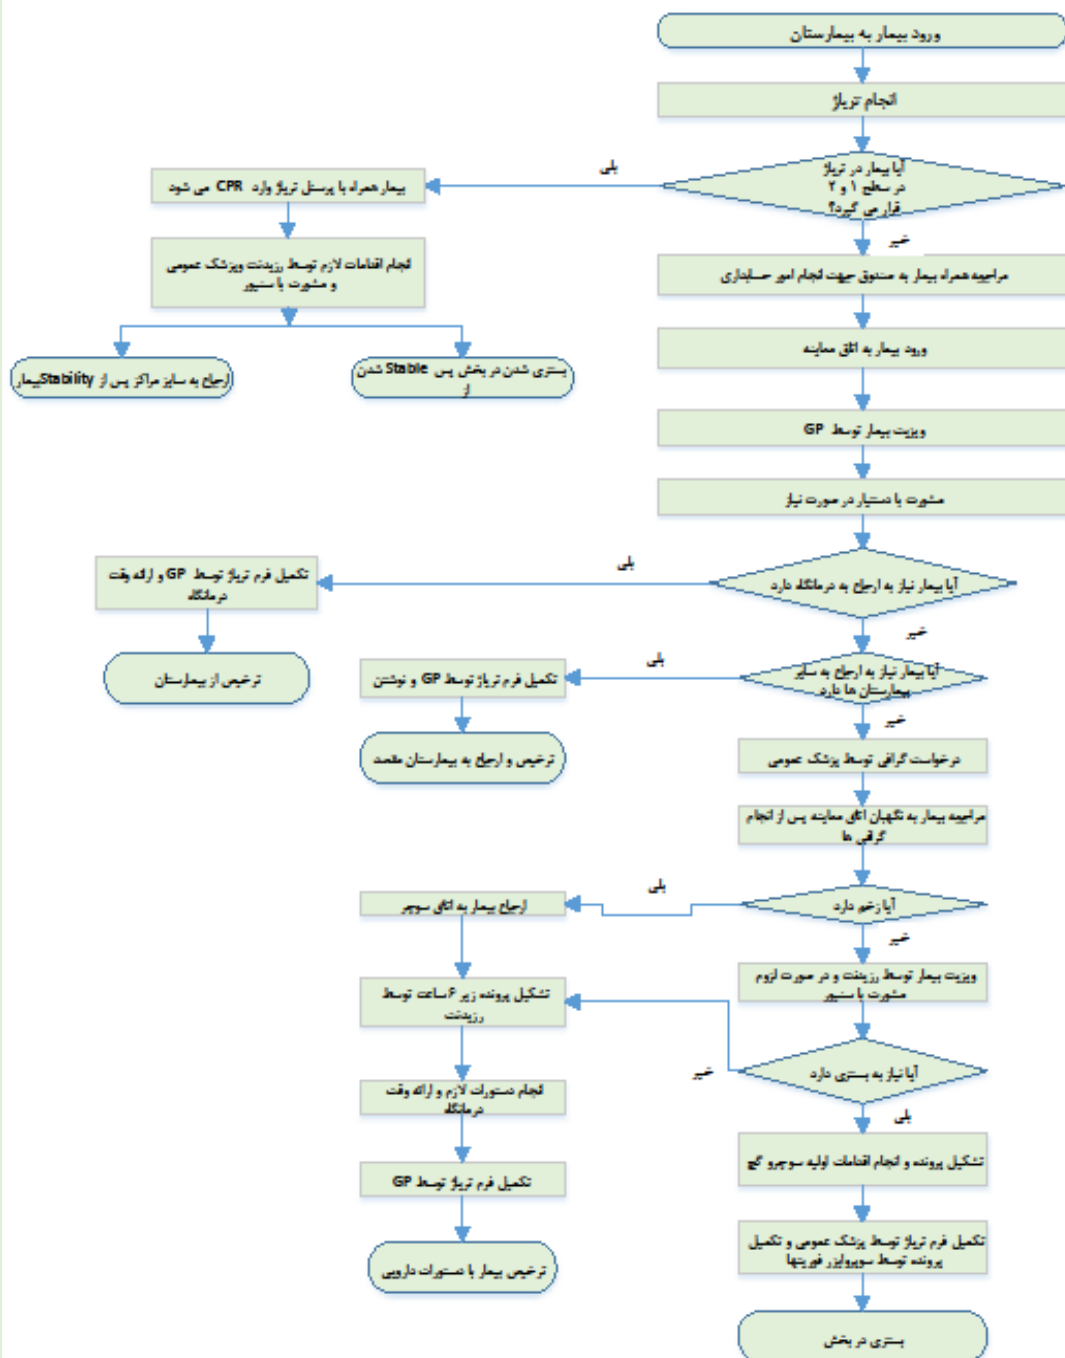 ورود بیمار به بیمارستان
انجام تریاژ
آیا بیمار در تریاژ
در سطح ۱ و ۲
قرار می گیرد؟
بلی
بیمار همراه با پرسنل تریاژ وارد CPR می شود
انجام اقدامات لازم توسط رزیدنت وپزشک عمومی
و مشورت با سنیور
ارجاع به سایر مراکز پس از Stability بیمار
بستری شدن در بخش پس Stable شدن
از
خیر
مراجهه همراه بیمار به صندوق جهت انجام امور حسابداری
ورود بیمار به اتاق معاینه
ویزیت بیمار توسط GP
مشورت با دستیار در صورت نیاز
آیا بیمار نیاز به ارجاع به درمانگاه دارد
بلی
تکمیل فرم تریاژ توسط GP و ارائه وقت
درمانگاه
ترخیص از بیمارستان
خیر
آیا بیمار نیاز به ارجاع به سایر
بیمارستان ها دارد
بلی
تکمیل فرم تریاژ توسط GP و نوشتن
ترخیص و ارجاع به بیمارستان مقصد
خیر
درخواست گرافی توسط پزشک عمومی
مراجهه بیمار به نگهبان اتاق معاینه پس از انجام
گرافی ها
آیا زخم دارد
بلی
ارجاع بیمار به اتاق سوچر
خیر
ویزیت بیمار توسط رزیدنت و در صورت لزوم
مشورت با سنیور
تشکیل پرونده زیر ۶ ساعت توسط
رزیدنت
آیا نیاز به بستری دارد
خیر
انجام دستورات لازم و ارائه وقت
درمانگاه
تکمیل فرم تریاژ توسط GP
ترخیص بیمار با دستورات دارویی
بلی
تشکیل پرونده و انجام اقدامات اولیه سوچرو گچ
تکمیل فرم تریاژ توسط پزشک عمومی و تکمیل
پرونده توسط سوپروایزر فوریتها
بستری در بخش